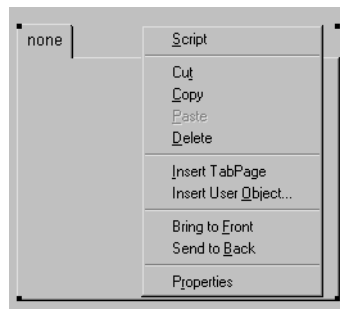 none
Script
Cut
Copy
Paste
Delete
Insert TabPage
Insert User Object...
Bring to Front
Send to Back
Properties